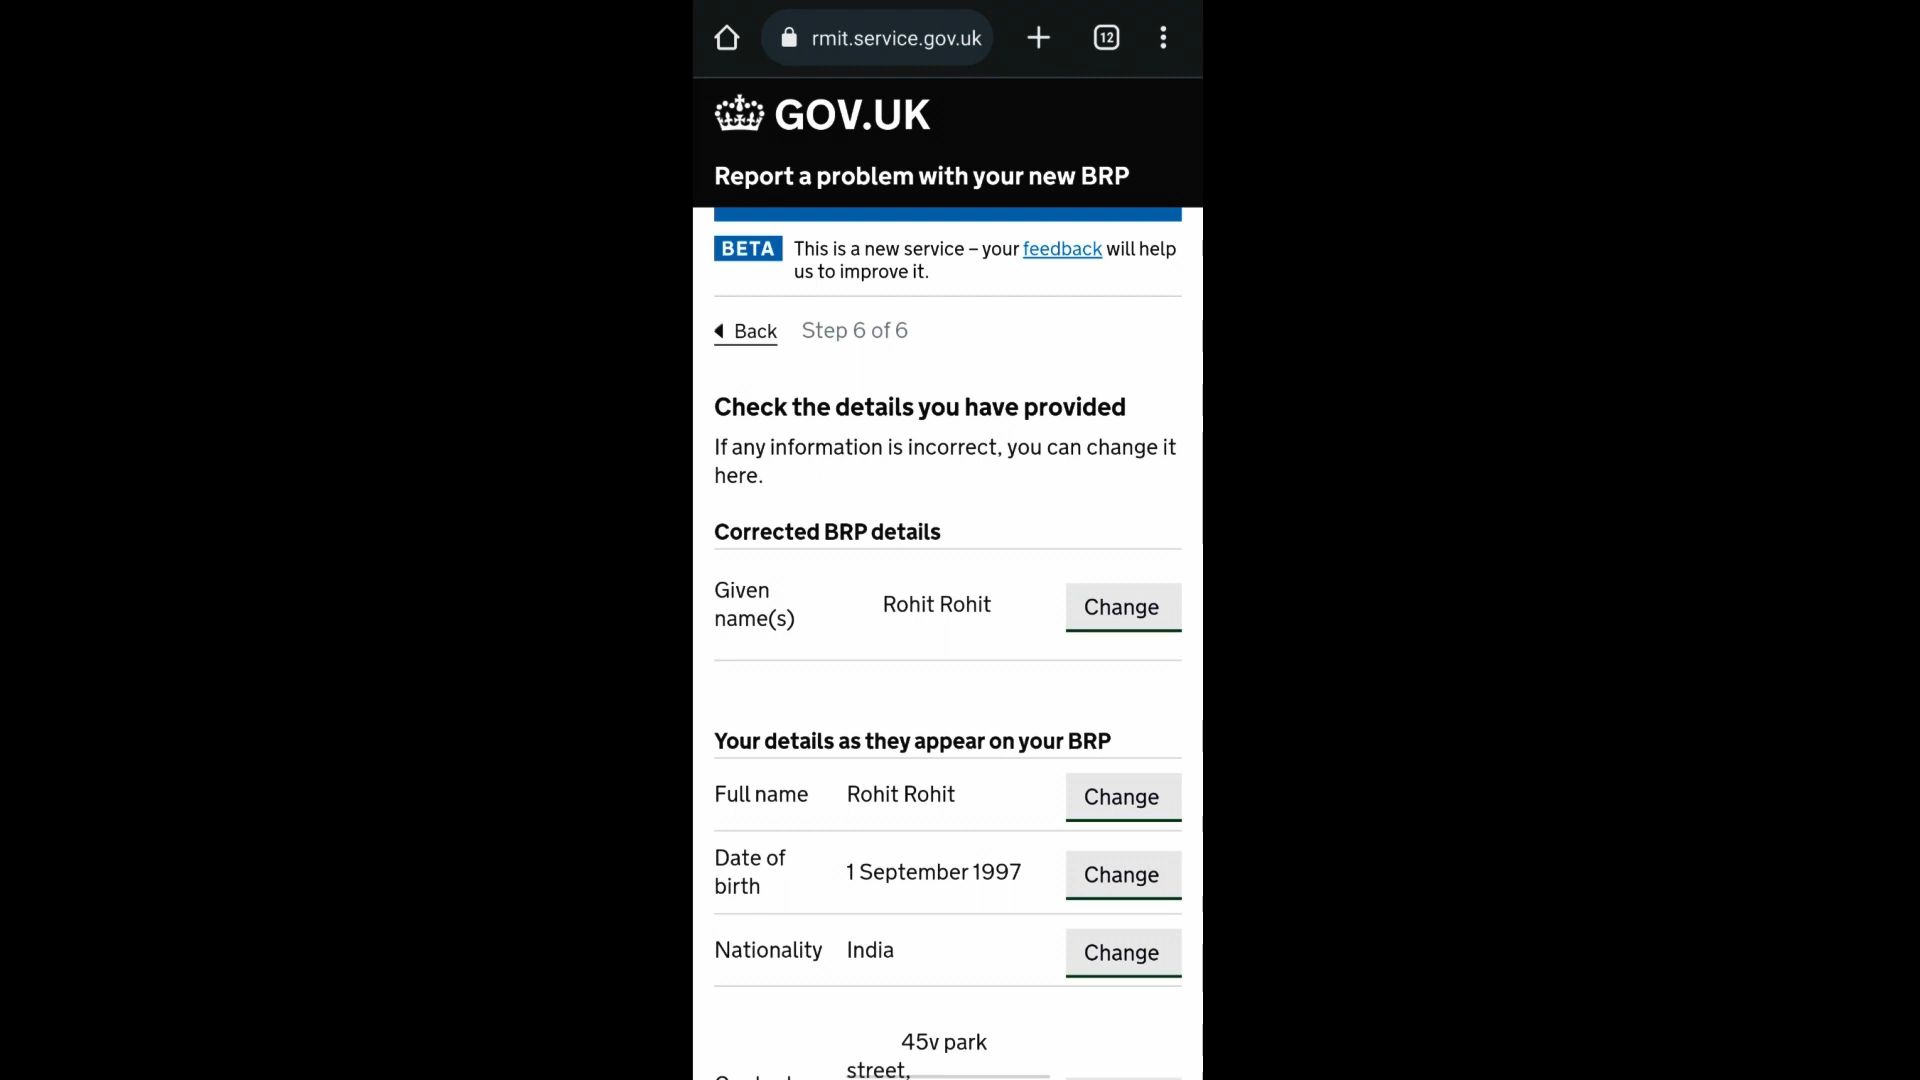 rmit.service.gov.uk
12
GOV.UK
Report a problem with your new BRP
BETA This is a new service – your feedback will help
us to improve it.
Back Step 6 of 6
Check the details you have provided
If any information is incorrect, you can change it
here.
Corrected BRP details
Given
name(s)
Rohit Rohit
Change
Your details as they appear on your BRP
Full name Rohit Rohit Change
Date of
birth
1 September 1997
Change
Nationality India Change
45v park
street,